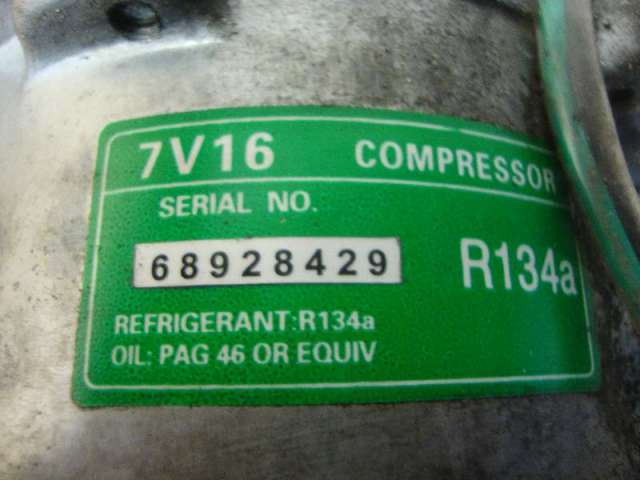 7V16 COMPRESSOR
SERIAL NO.
68928429 R134a
REFRIGERANT:R134a
OIL: PAG 46 OR EQUIV